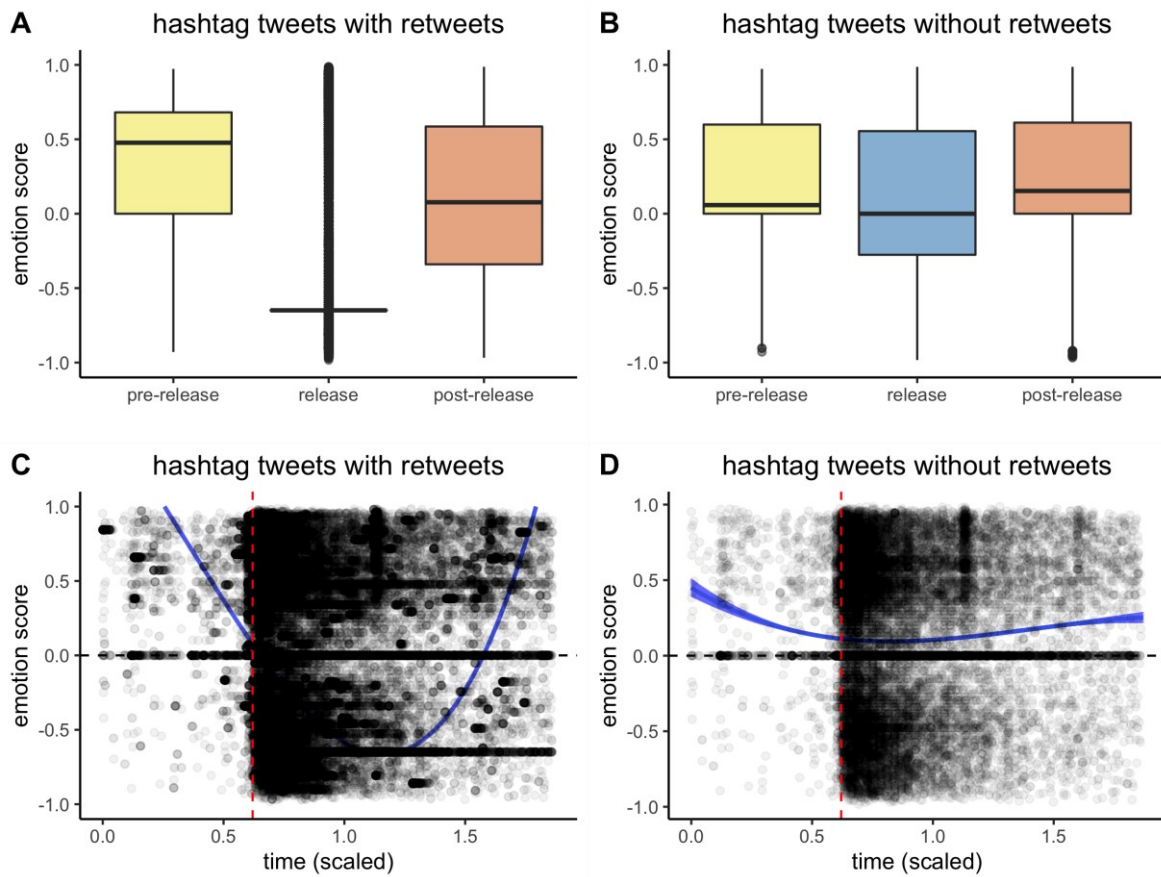 A hashtag tweets with retweets
1.0
0.5
0.0
-0.5
-1.0
emotion score
pre-release release post-release
B hashtag tweets without retweets
1.0
0.5
0.0
-0.5
-1.0
emotion score
pre-release release post-release
C hashtag tweets with retweets
1.0
0.5
0.0
-0.5
-1.0
emotion score
0.0 0.5 1.0 1.5
time (scaled)
D hashtag tweets without retweets
1.0
0.5
0.0
-0.5
-1.0
emotion score
0.0 0.5 1.0 1.5
time (scaled)